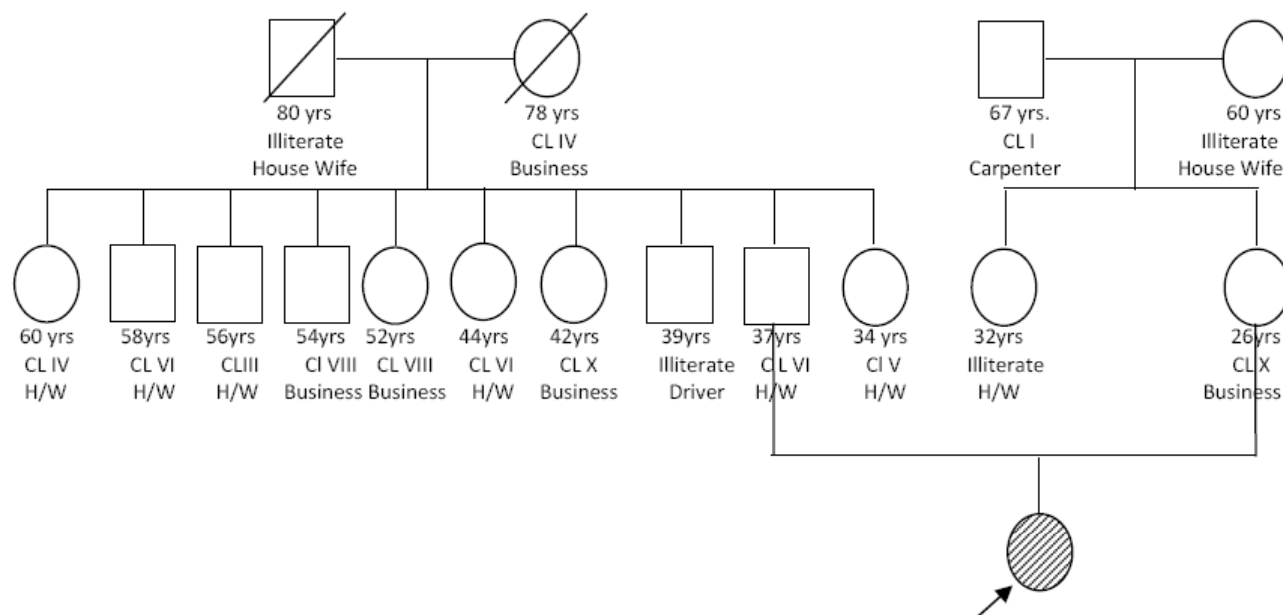 80 yrs
Illiterate
House Wife
78 yrs
CL IV
Business
67 yrs.
CL I
Carpenter
60 yrs
Illiterate
House Wife
60 yrs
CL IV
H/W
58yrs
CL VI
H/W
56yrs
CLIII
H/W
54yrs
Cl VIII
Business
52yrs
CL VIII
Business
44yrs
CL VI
H/W
42yrs
CL X
Business
39yrs
Illiterate
Driver
37yrs
CL VI
H/W
34 yrs
Cl V
H/W
32yrs
Illiterate
H/W
26yrs
CL X
Business